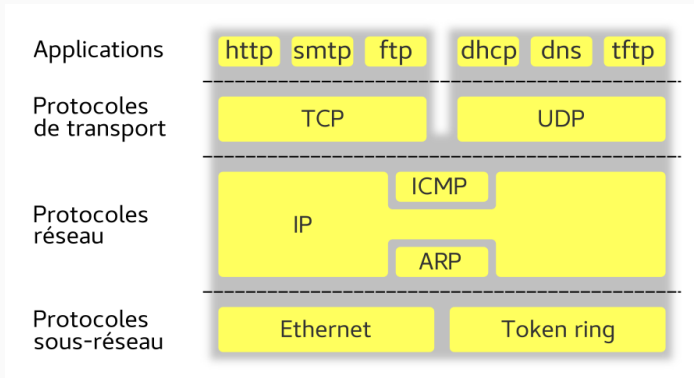 Applications
http smtp ftp dhcp dns tftp
Protocoles
de transport
TCP UDP
Protocoles
réseau
ICMP
IP
ARP
Protocoles
sous-réseau
Ethernet Token ring